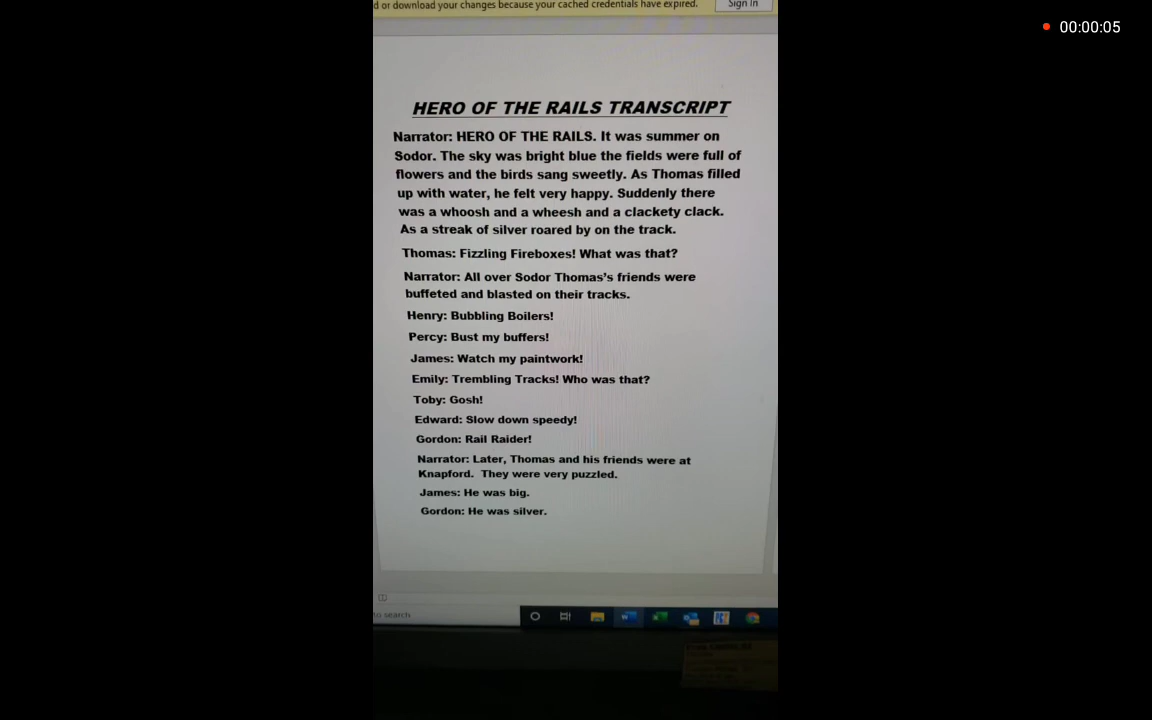 d or download your changes because your cached credentials have expired.
Sign In
00:00:05
HERO OF THE RAILS TRANSCRIPT
Narrator: HERO OF THE RAILS. It was summer on
Sodor. The sky was bright blue the fields were full of
flowers and the birds sang sweetly. As Thomas filled
up with water, he felt very happy. Suddenly there
was a whoosh and a wheesh and a clackety clack.
As a streak of silver roared by on the track.
Thomas: Fizzling Fireboxes! What was that?
Narrator: All over Sodor Thomas's friends were
buffeted and blasted on their tracks.
Henry: Bubbling Boilers!
Percy: Bust my buffers!
James: Watch my paintwork!
Emily: Trembling Tracks! Who was that?
Toby: Gosh!
Edward: Slow down speedy!
Gordon: Rail Raider!
Narrator: Later, Thomas and his friends were at
Knapford. They were very puzzled.
James: He was big.
Gordon: He was silver.
to search